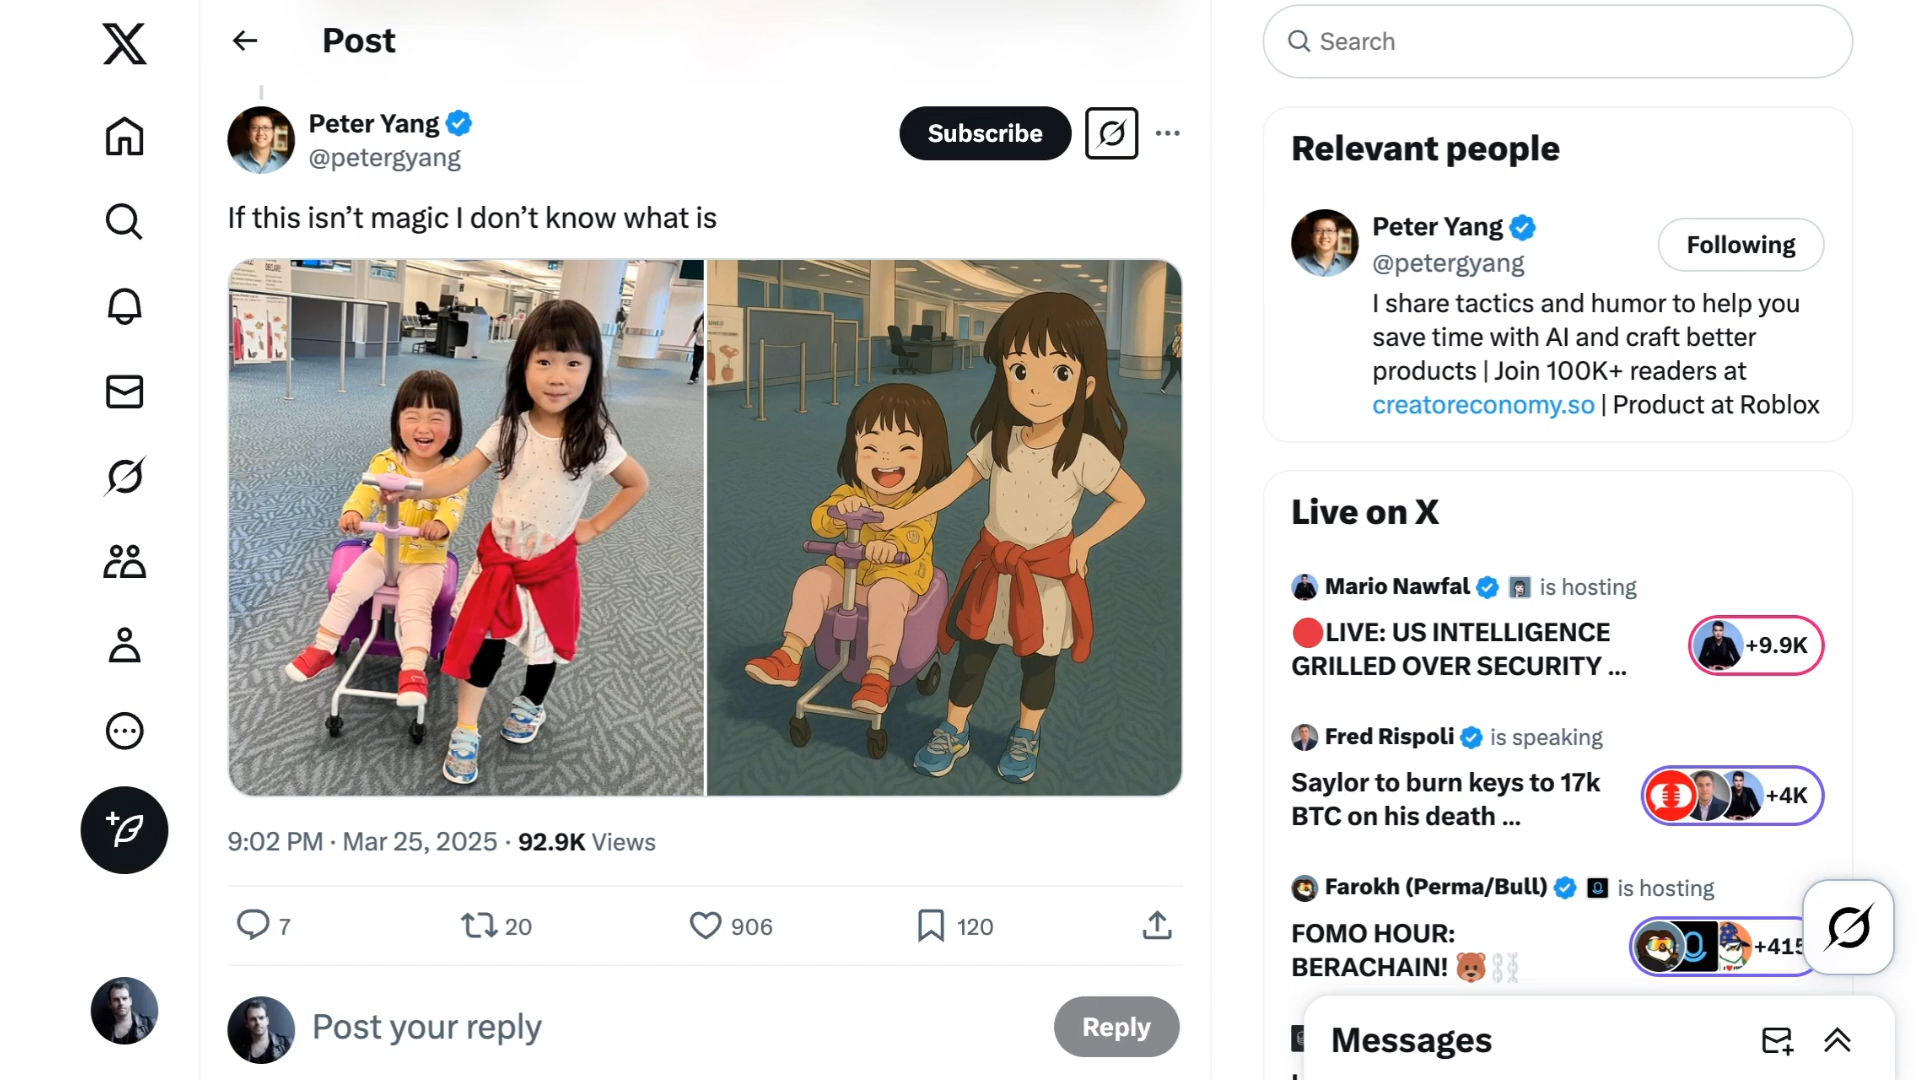 Post
Search
Peter Yang
@petergyang
Subscribe
If this isn’t magic I don’t know what is
9:02 PM · Mar 25, 2025 · 92.9K Views
7
20
906
120
Post your reply
Reply
Relevant people
Peter Yang
@petergyang
Following
I share tactics and humor to help you
save time with AI and craft better
products | Join 100K+ readers at
creatoreconomy.so | Product at Roblox
Live on X
Mario Nawfal is hosting
🔴LIVE: US INTELLIGENCE
GRILLED OVER SECURITY ...
+9.9K
Fred Rispoli is speaking
Saylor to burn keys to 17k
BTC on his death ...
+4K
Farokh (Perma/Bull) is hosting
FOMO HOUR:
BERACHAIN! 🐻⛓️
+415
Messages